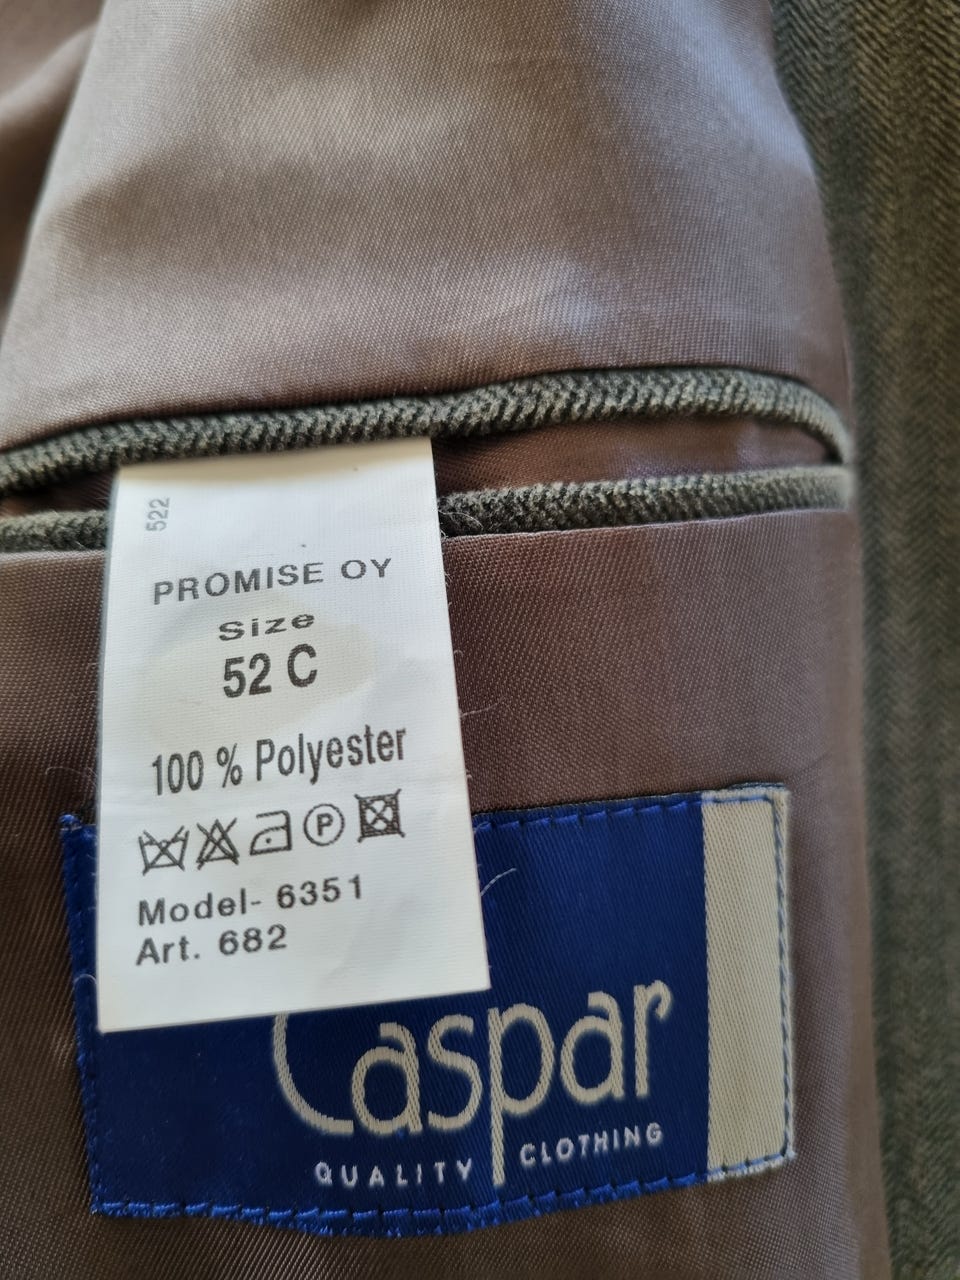 522
PROMISE OY
Size
52 C
100 % Polyester
P
Model- 6351
Art. 682
Caspar
QUALITY CLOTHING